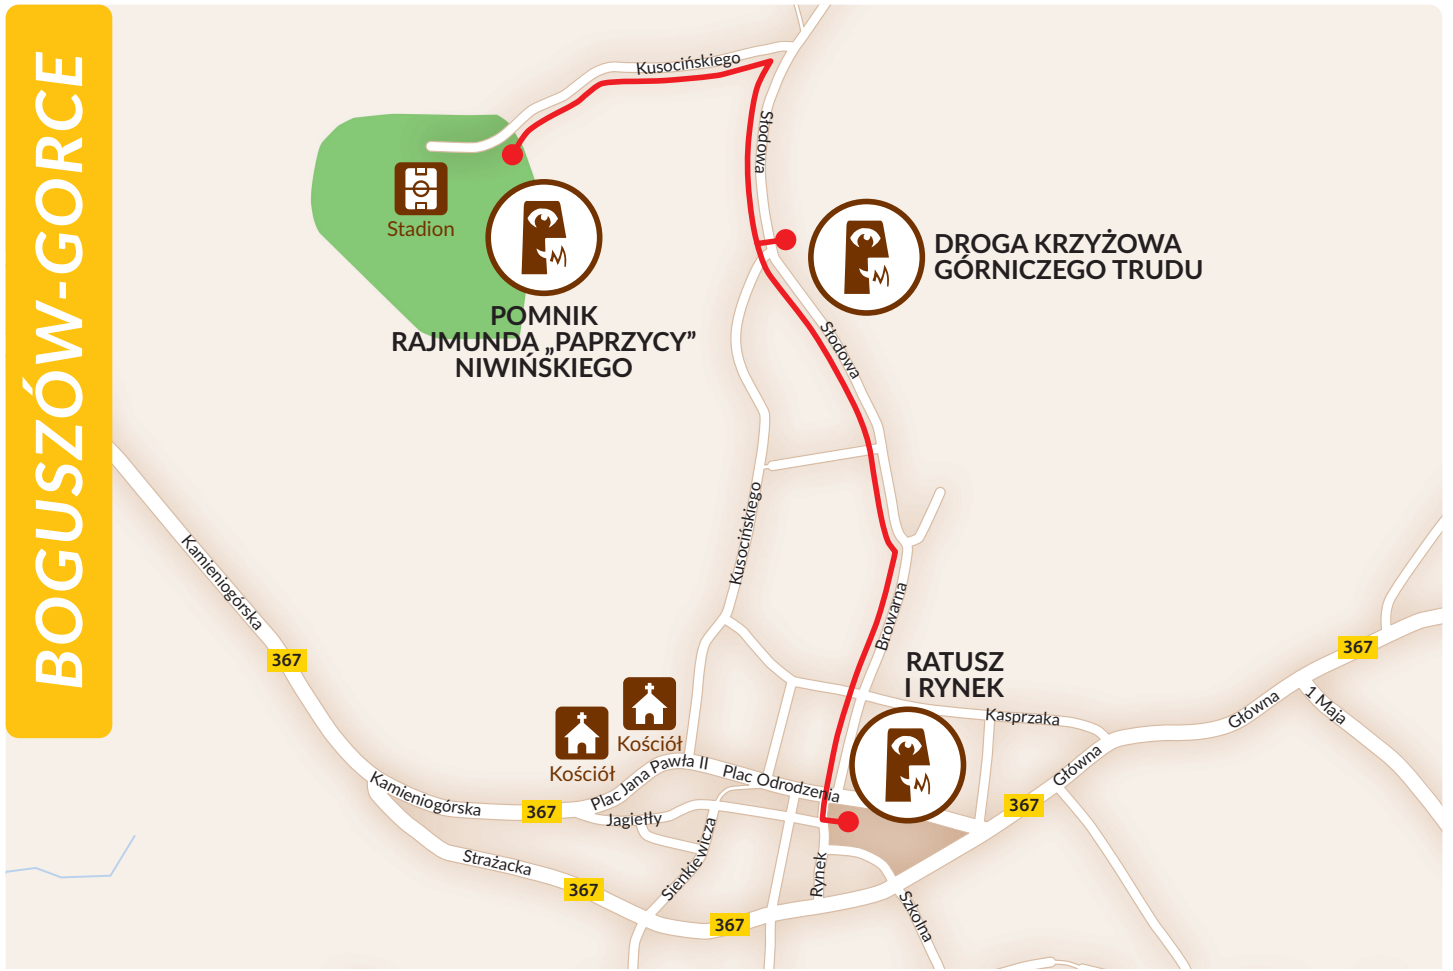 BOGUSZÓW-GORCE
Kusocińskiego
Słodowa
Stadion
DROGA KRZYŻOWA
GÓRNICZEGO TRUDU
POMNIK
RAJMUNDA „PAPRZYCY”
NIWIŃSKIEGO
Słodowa
Kusocińskiego
Kamieniogórska
Browarna
367
367
RATUSZ
I RYNEK
1 Maja
Główna
Kasprzaka
Kościół
Kościół
Główna
Plac Jana Pawła II
Plac Odrodzenia
Kamieniogórska
367
367
Jagiełły
Sienkiewicza
Strażacka
367
Rynek
Szkolna
367